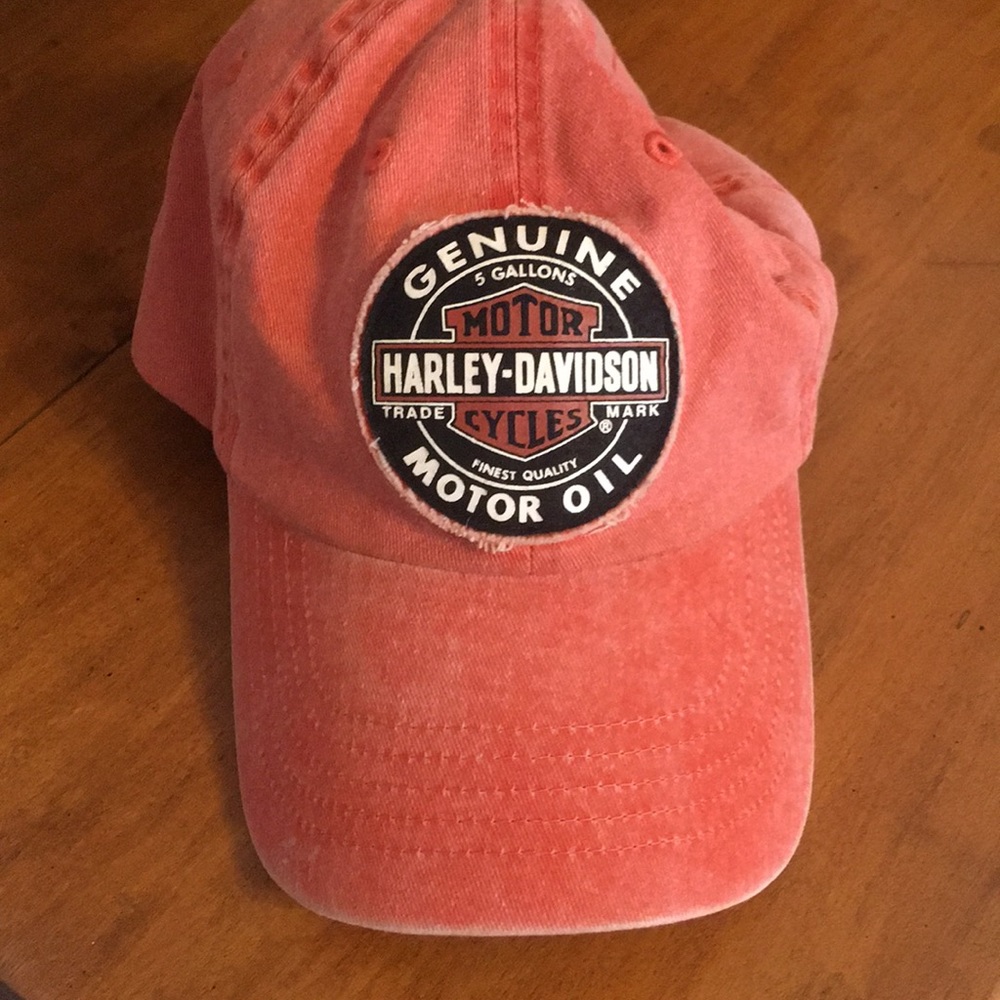 GENUINE
5 GALLONS
MOTOR
HARLEY-DAVIDSON
TRADE MARK
CYCLES ®
FINEST QUALITY
MOTOR OIL